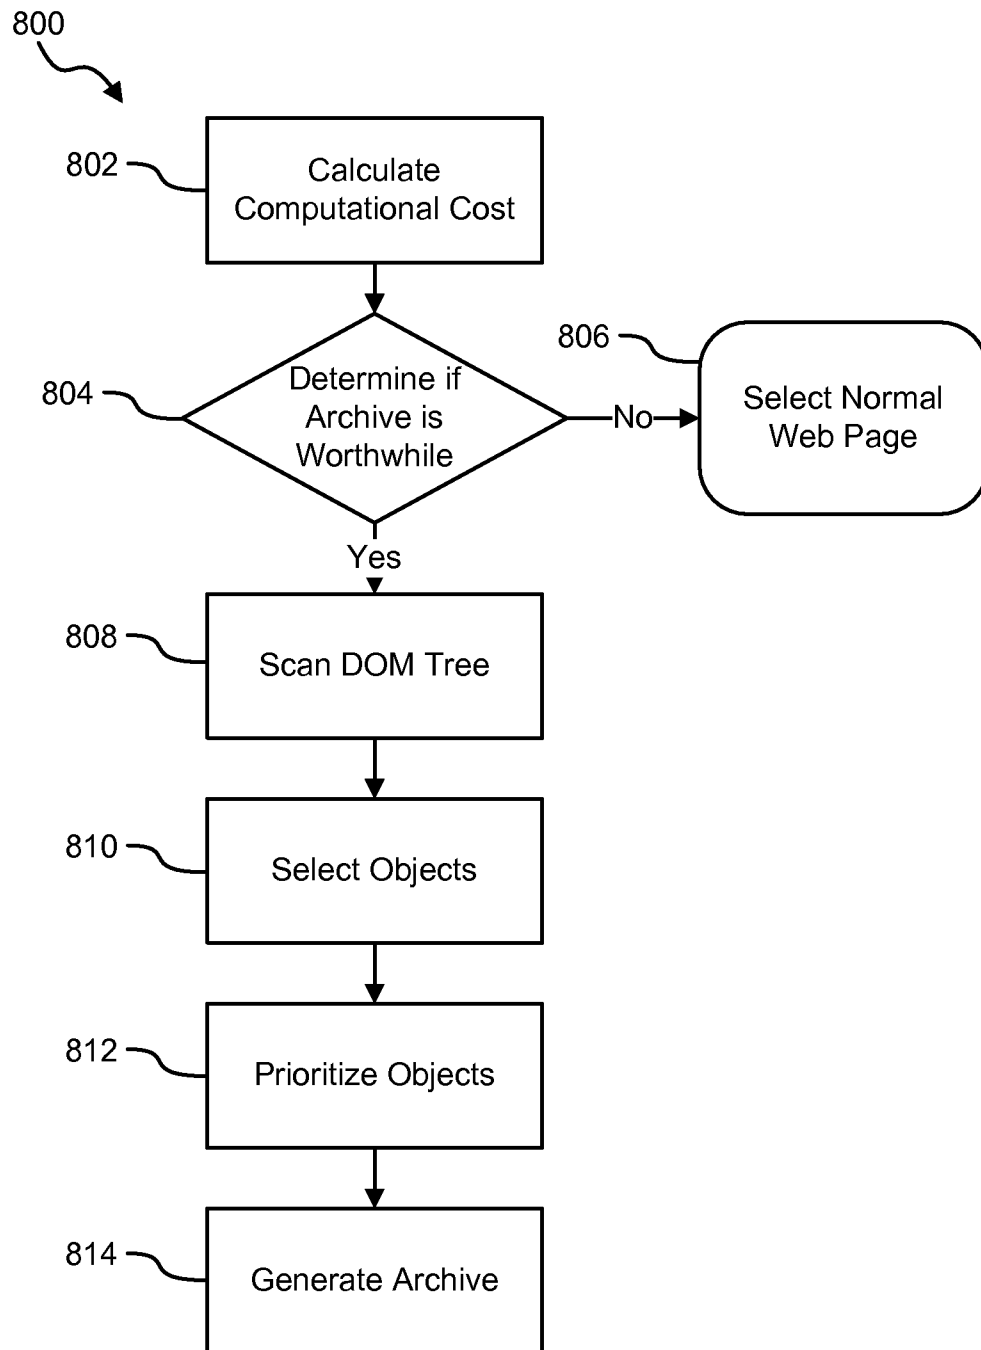 800
802
Calculate
Computational Cost
804
Determine if
Archive is
Worthwhile
No
806
Select Normal
Web Page
Yes
808
Scan DOM Tree
810
Select Objects
812
Prioritize Objects
814
Generate Archive